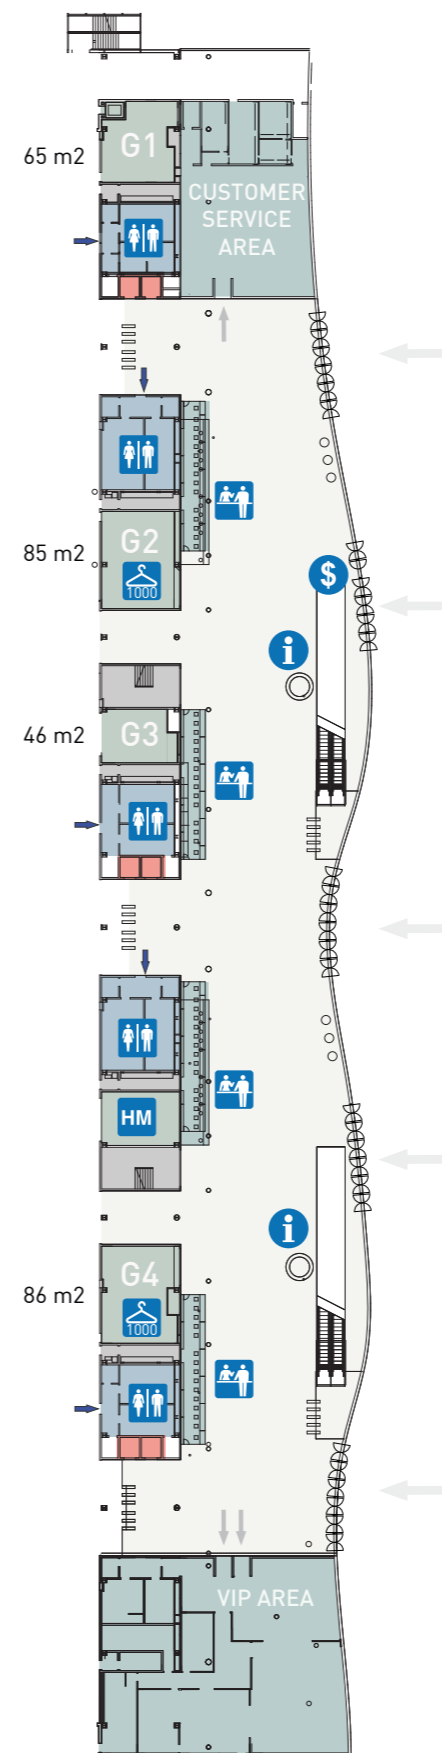 G1
65 m2
CUSTOMER
SERVICE
AREA
G2
85 m2
1000
$
i
G3
46 m2
HM
i
G4
86 m2
1000
VIP AREA